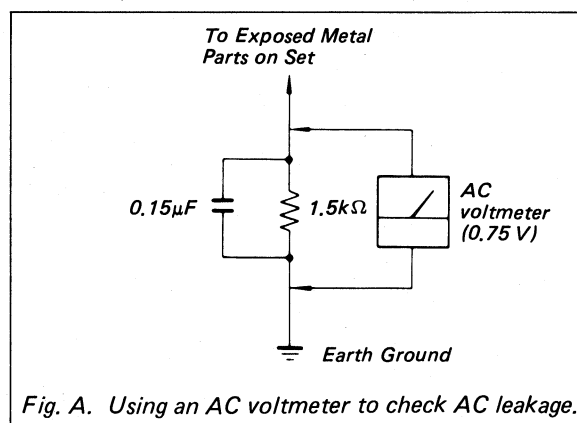 To Exposed Metal
Parts on Set
0.15μF
1.5kΩ
AC
voltmeter
(0.75 V)
Earth Ground
Fig. A. Using an AC voltmeter to check AC leakage.